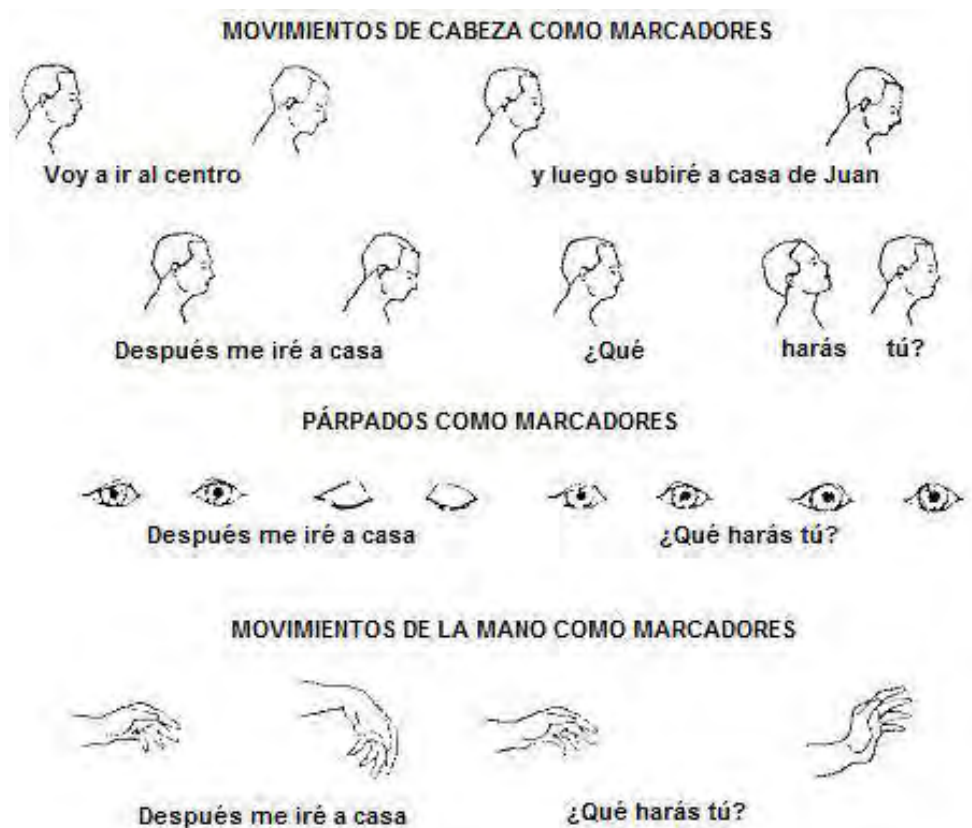 MOVIMIENTOS DE CABEZA COMO MARCADORES
Voy a ir al centro y luego subiré a casa de Juan
Después me iré a casa ¿Qué harás tú?
PÁRPADOS COMO MARCADORES
Después me iré a casa ¿Qué harás tú?
MOVIMIENTOS DE LA MANO COMO MARCADORES
Después me iré a casa ¿Qué harás tú?